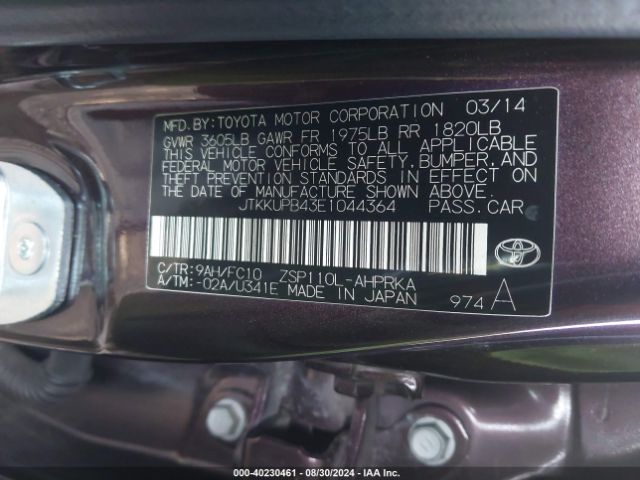 MFD. BY: TOYOTA MOTOR CORPORATION 03/14
GVWR 3605LB GAWR FR 1975LB RR 1820LB
THIS VEHICLE CONFORMS TO ALL APPLICABLE
FEDERAL MOTOR VEHICLE SAFETY, BUMPER, AND
THEFT PREVENTION STANDARDS IN EFFECT ON
THE DATE OF MANUFACTURE SHOWN ABOVE.
JTKKUPB43E1044364 PASS. CAR
C/TR: 9AH/FC10 ZSP110L-AHPRKA
A/TM: -02A/U341E MADE IN JAPAN 974 A
000-40230461 - 08/30/2024 - IAA Inc.